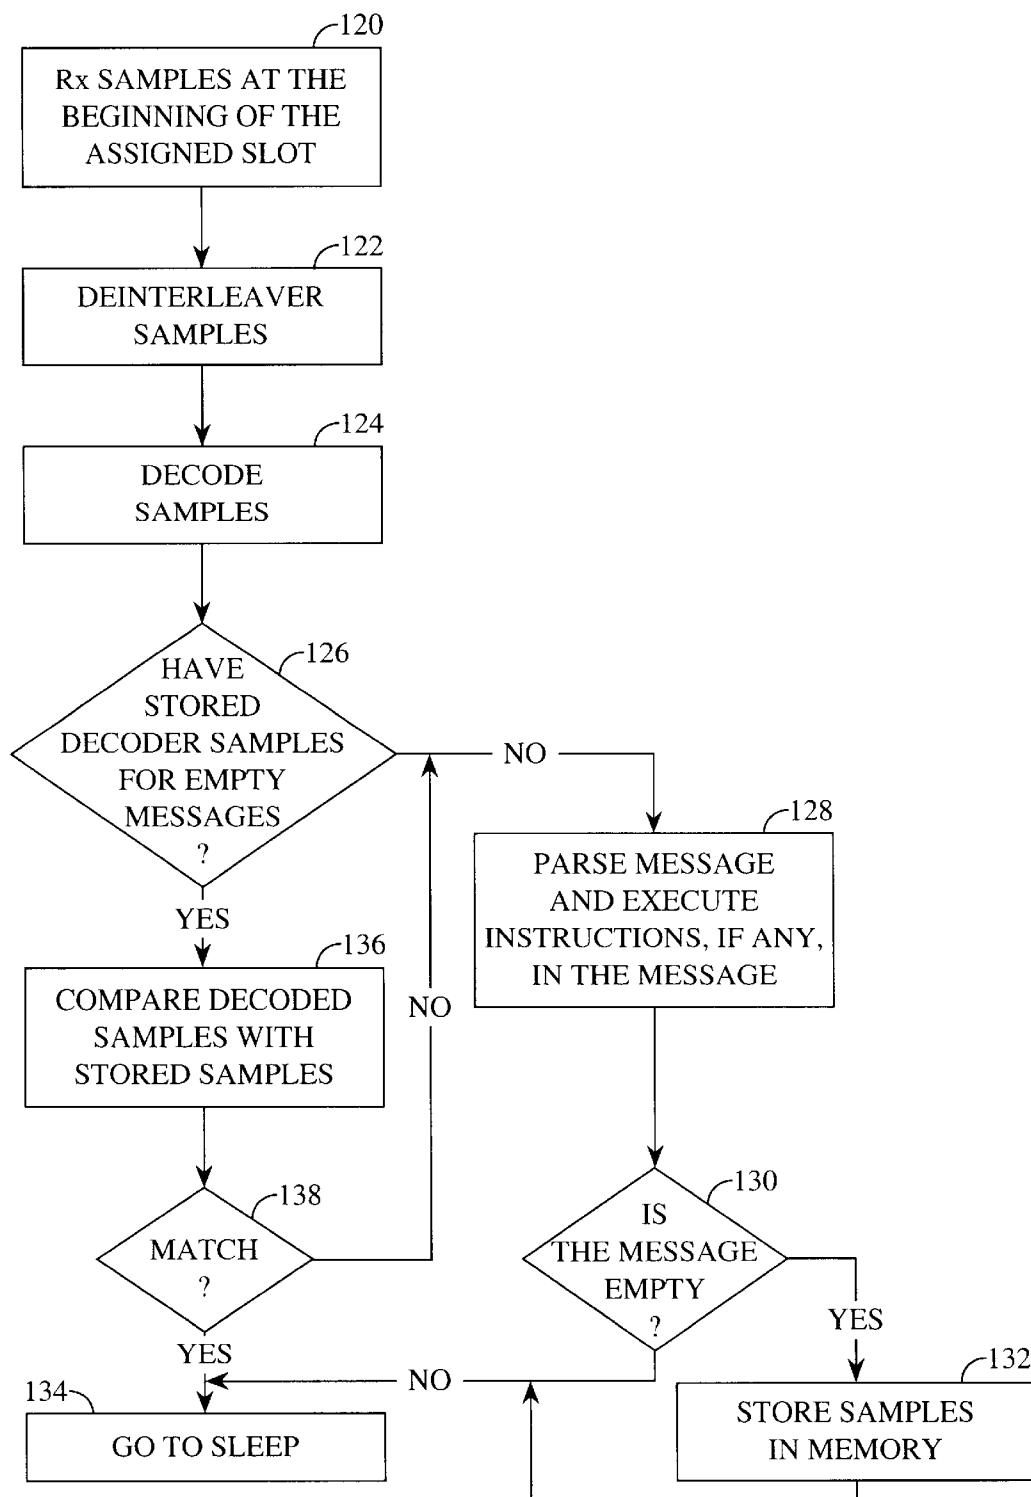 120
Rx SAMPLES AT THE
BEGINNING OF THE
ASSIGNED SLOT
122
DEINTERLEAVER
SAMPLES
124
DECODE
SAMPLES
126
HAVE
STORED
DECODER SAMPLES
FOR EMPTY
MESSAGES
?
NO
YES
128
PARSE MESSAGE
AND EXECUTE
INSTRUCTIONS, IF ANY,
IN THE MESSAGE
136
COMPARE DECODED
SAMPLES WITH
STORED SAMPLES
NO
138
MATCH
?
YES
130
IS
THE MESSAGE
EMPTY
?
YES
NO
132
STORE SAMPLES
IN MEMORY
134
GO TO SLEEP